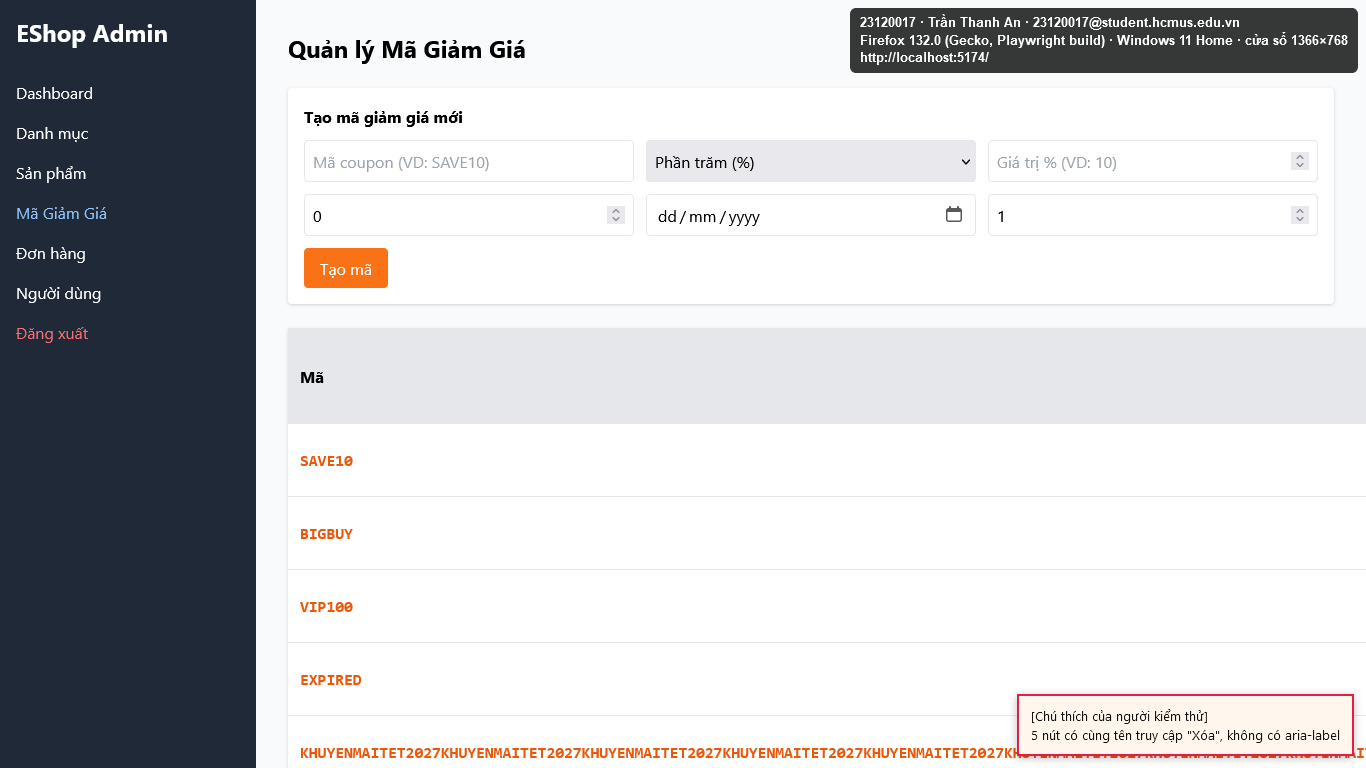 EShop Admin
Dashboard
Danh mục
Sản phẩm
Mã Giảm Giá
Đơn hàng
Người dùng
Đăng xuất
23120017 · Trần Thanh An · 23120017@student.hcmus.edu.vn
Firefox 132.0 (Gecko, Playwright build) · Windows 11 Home · cửa sổ 1366×768
http://localhost:5174/
Quản lý Mã Giảm Giá
Tạo mã giảm giá mới
Mã coupon (VD: SAVE10)
Phần trăm (%)
Giá trị % (VD: 10)
0
dd / mm / yyyy
1
Tạo mã
Mã
SAVE10
BIGBUY
VIP100
EXPIRED
KHUYENMAITET2027KHUYENMAITET2027KHUYENMAITET2027KHUYENMAITET2027KHUYENMAITET2027KH
[Chú thích của người kiểm thử]
5 nút có cùng tên truy cập "Xóa", không có aria-label